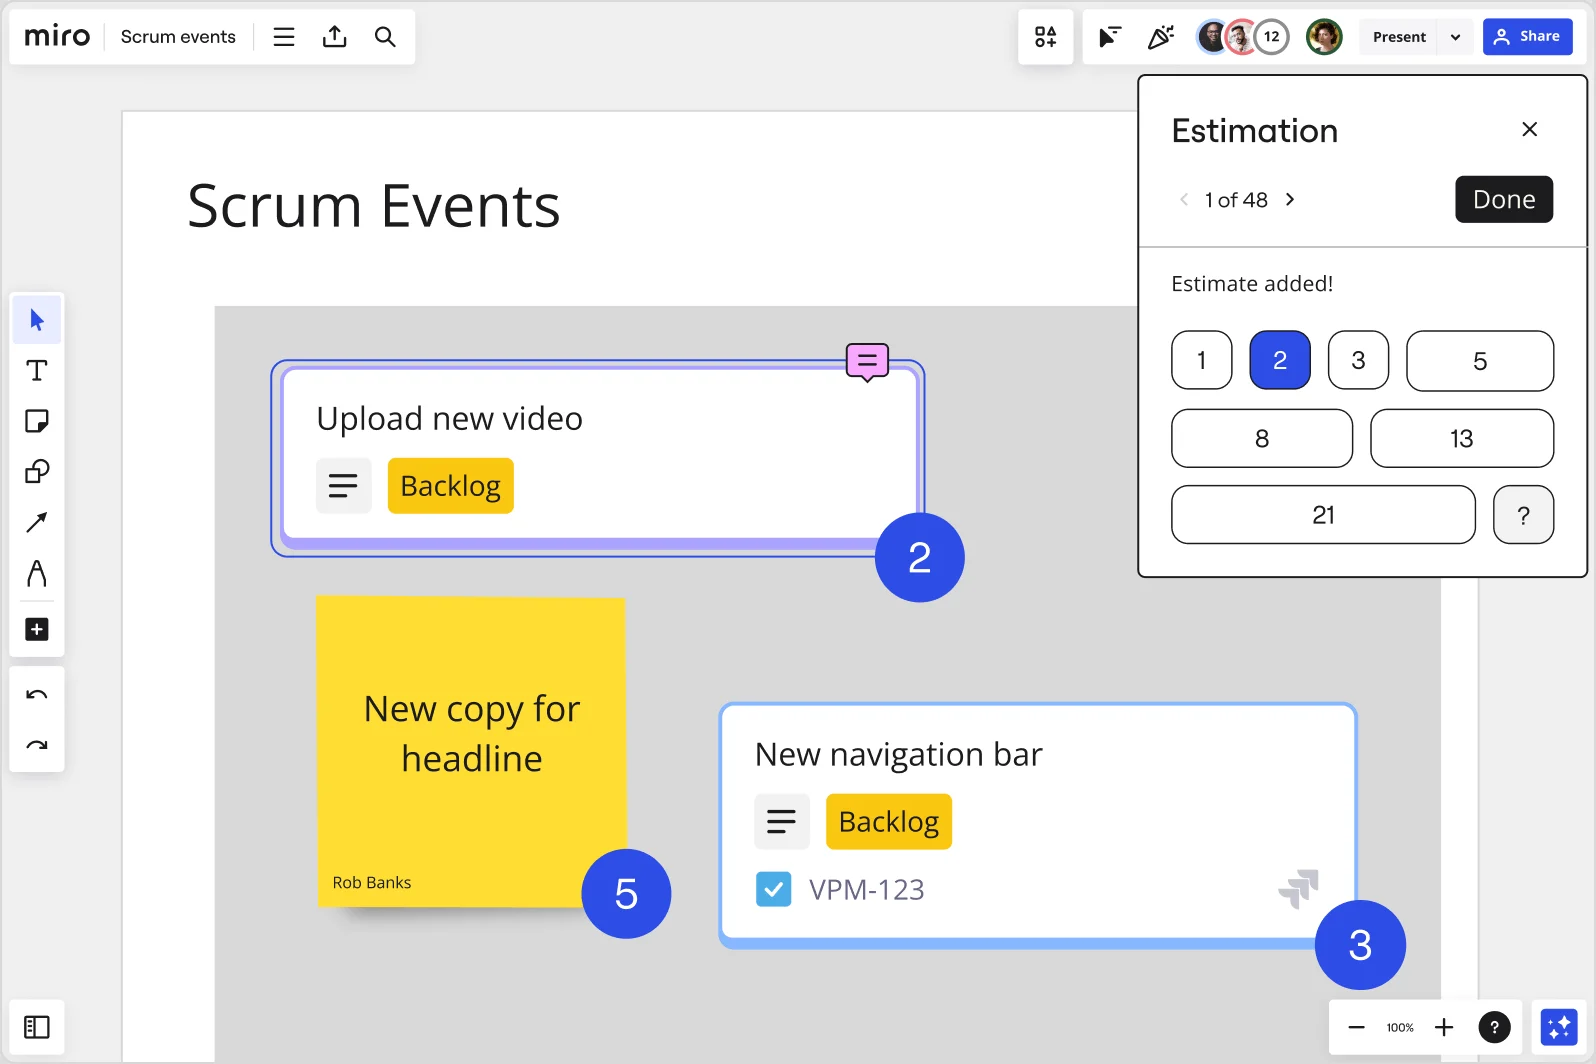 miro
Scrum events
12
Present
Share
Estimation
1 of 48
Done
Estimate added!
1
2
3
5
8
13
21
?
Scrum Events
Upload new video
Backlog
2
New copy for
headline
Rob Banks
5
New navigation bar
Backlog
VPM-123
3
100%
?